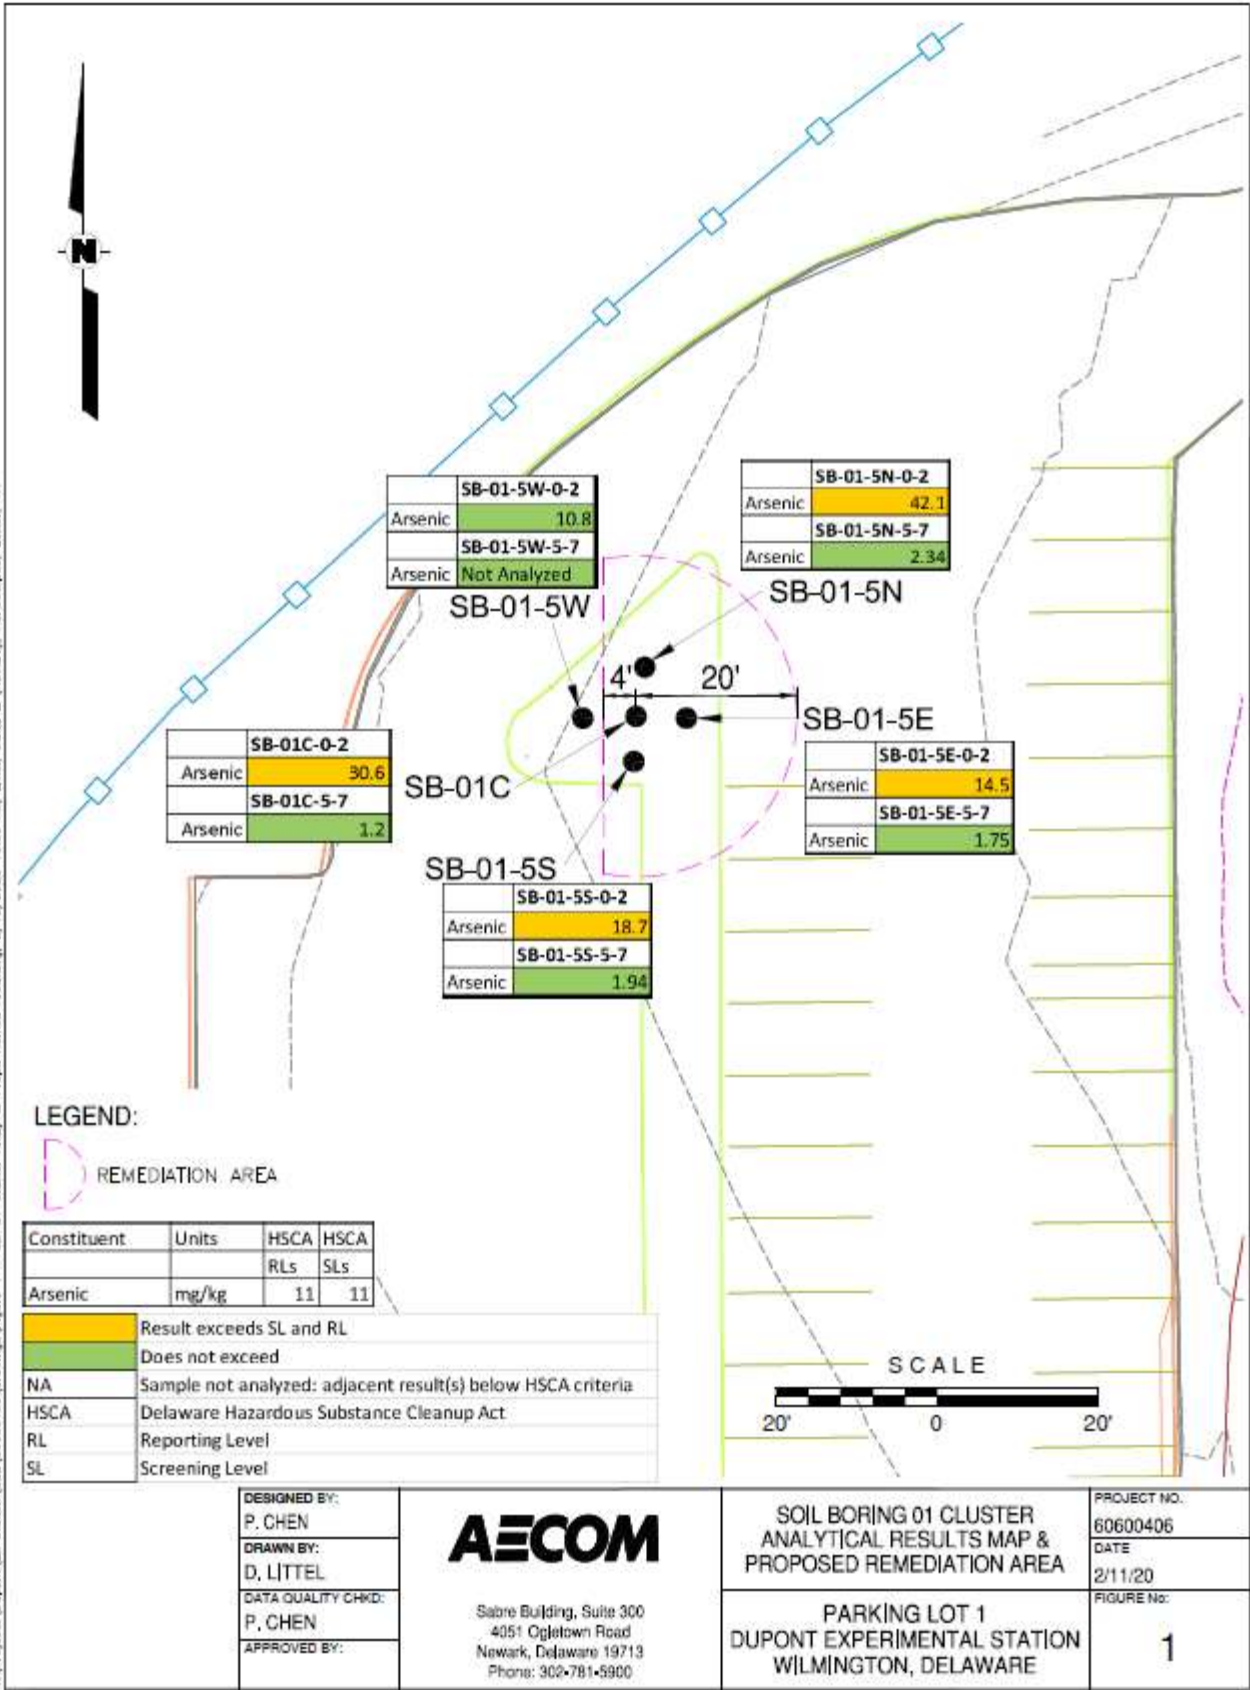 N
SB-01-5W-0-2
Arsenic 10.8
SB-01-5W-5-7
Arsenic Not Analyzed
SB-01-5N-0-2
Arsenic 42.1
SB-01-5N-5-7
Arsenic 2.34
SB-01-5W
SB-01-5N
4'
20'
SB-01-5E
SB-01C-0-2
Arsenic 30.6
SB-01C-5-7
Arsenic 1.2
SB-01C
SB-01-5E-0-2
Arsenic 14.5
SB-01-5E-5-7
Arsenic 1.75
SB-01-5S
SB-01-5S-0-2
Arsenic 18.7
SB-01-5S-5-7
Arsenic 1.94
LEGEND:
REMEDIATION AREA
Constituent Units HSCA HSCA
RLs SLs
Arsenic mg/kg 11 11
Result exceeds SL and RL
Does not exceed
NA Sample not analyzed: adjacent result(s) below HSCA criteria
HSCA Delaware Hazardous Substance Cleanup Act
RL Reporting Level
SL Screening Level
SCALE
20' 0 20'
DESIGNED BY:
P. CHEN
DRAWN BY:
D. LITTEL
DATA QUALITY CHKD:
P. CHEN
APPROVED BY:
AECOM
Sabre Building, Suite 300
4051 Ogletown Road
Newark, Delaware 19713
Phone: 302-781-5900
SOIL BORING 01 CLUSTER
ANALYTICAL RESULTS MAP &
PROPOSED REMEDIATION AREA
PARKING LOT 1
DUPONT EXPERIMENTAL STATION
WILMINGTON, DELAWARE
PROJECT NO.
60600406
DATE
2/11/20
FIGURE No:
1